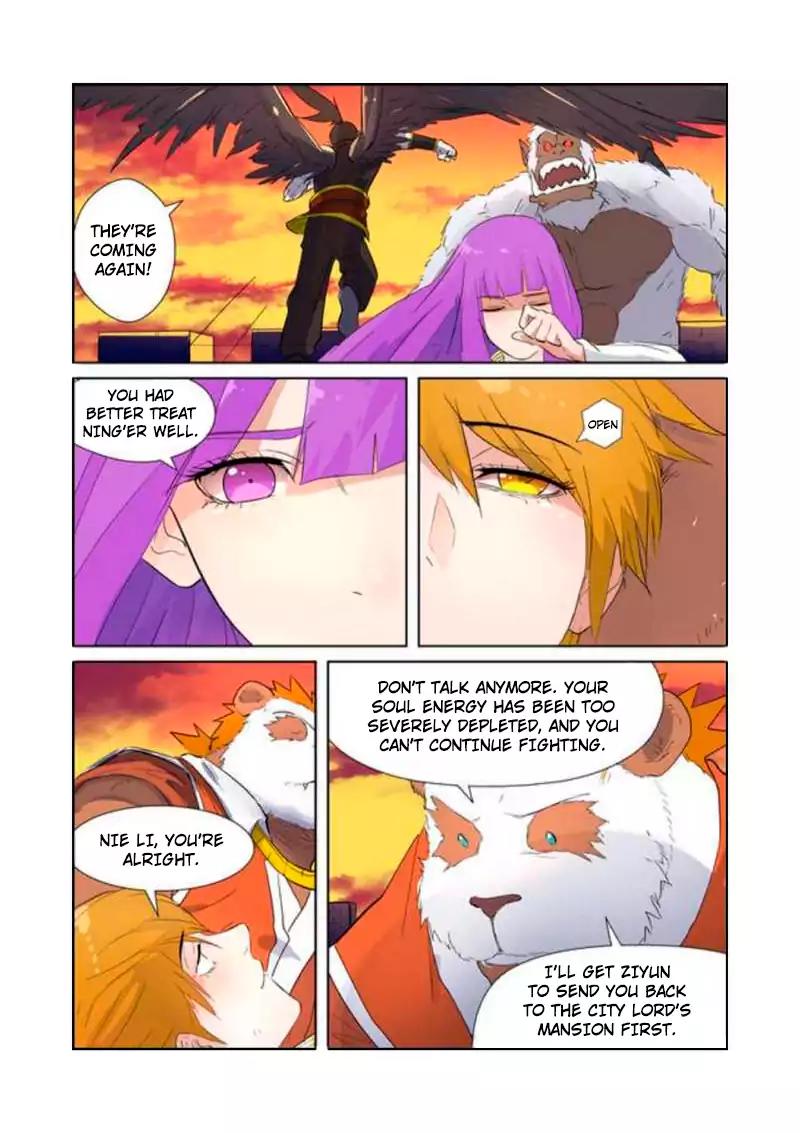 THEY'RE
COMING
AGAIN!
YOU HAD
BETTER TREAT
NING'ER WELL.
OPEN
NIE LI, YOU'RE
ALRIGHT.
DON'T TALK ANYMORE. YOUR
SOUL ENERGY HAS BEEN TOO
SEVERELY DEPLETED, AND YOU
CAN'T CONTINUE FIGHTING.
I'LL GET ZIYUN
TO SEND YOU BACK
TO THE CITY LORD'S
MANSION FIRST.